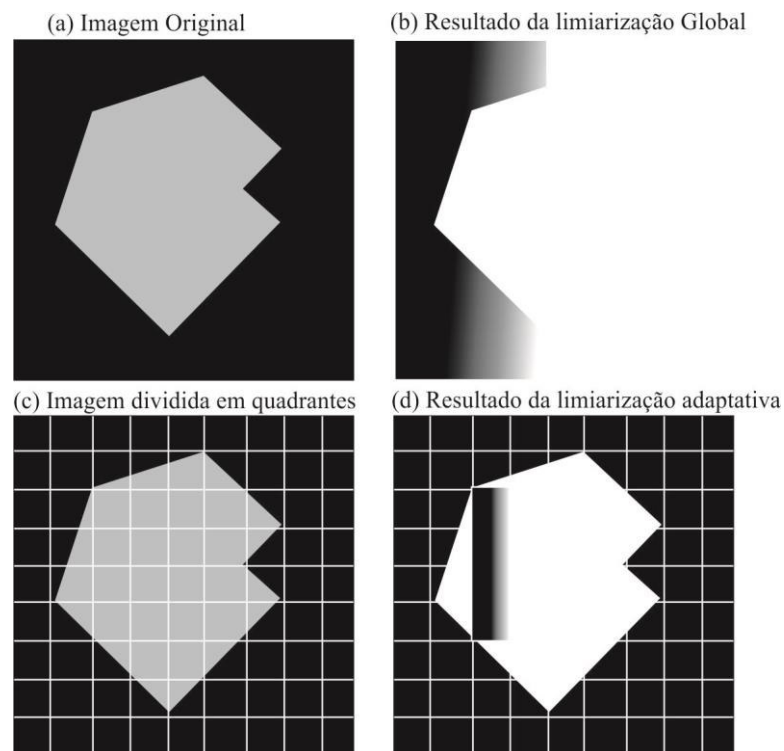 (a) Imagem Original
(b) Resultado da limiarização Global
(c) Imagem dividida em quadrantes
(d) Resultado da limiarização adaptativa